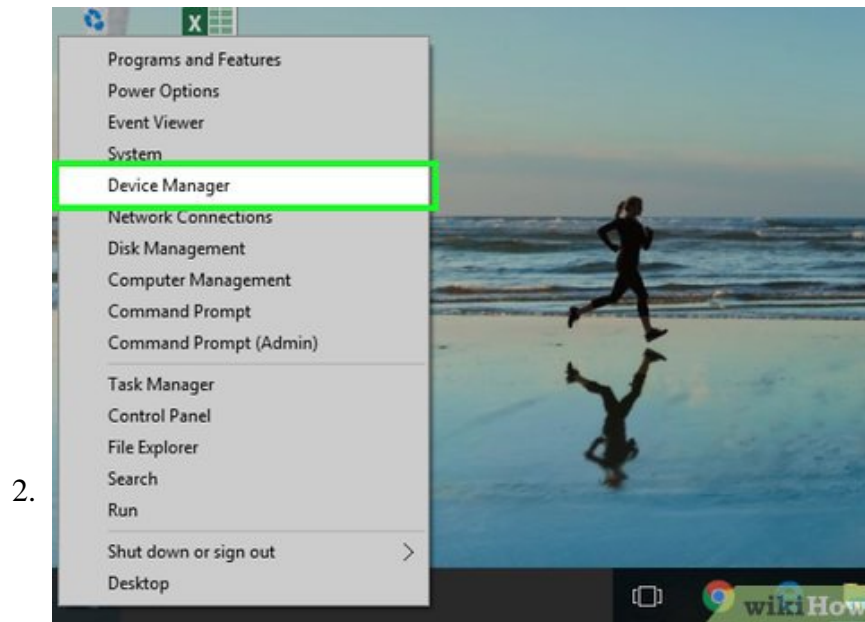 X
Programs and Features
Power Options
Event Viewer
System
Device Manager
Network Connections
Disk Management
Computer Management
Command Prompt
Command Prompt (Admin)
Task Manager
Control Panel
File Explorer
Search
2.
Run
Shut down or sign out
Desktop
wikiHow